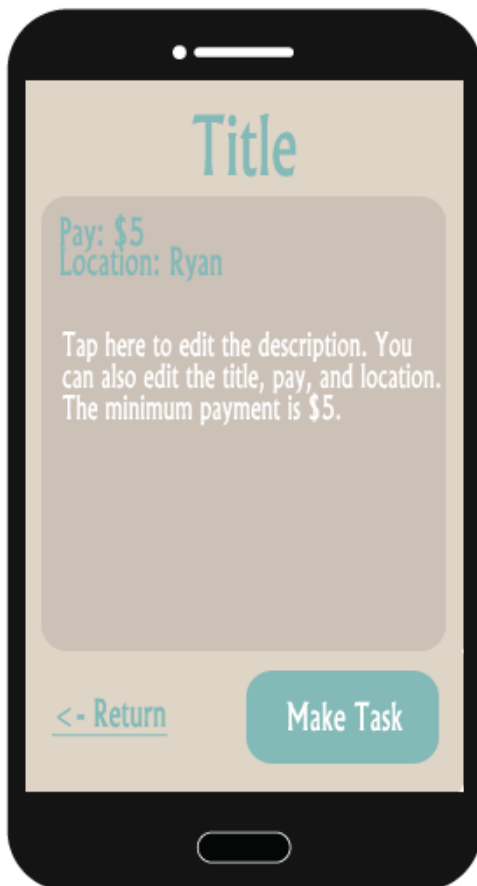 Title
Pay: $5
Location: Ryan
Tap here to edit the description. You
can also edit the title, pay, and location.
The minimum payment is $5.
<- Return
Make Task